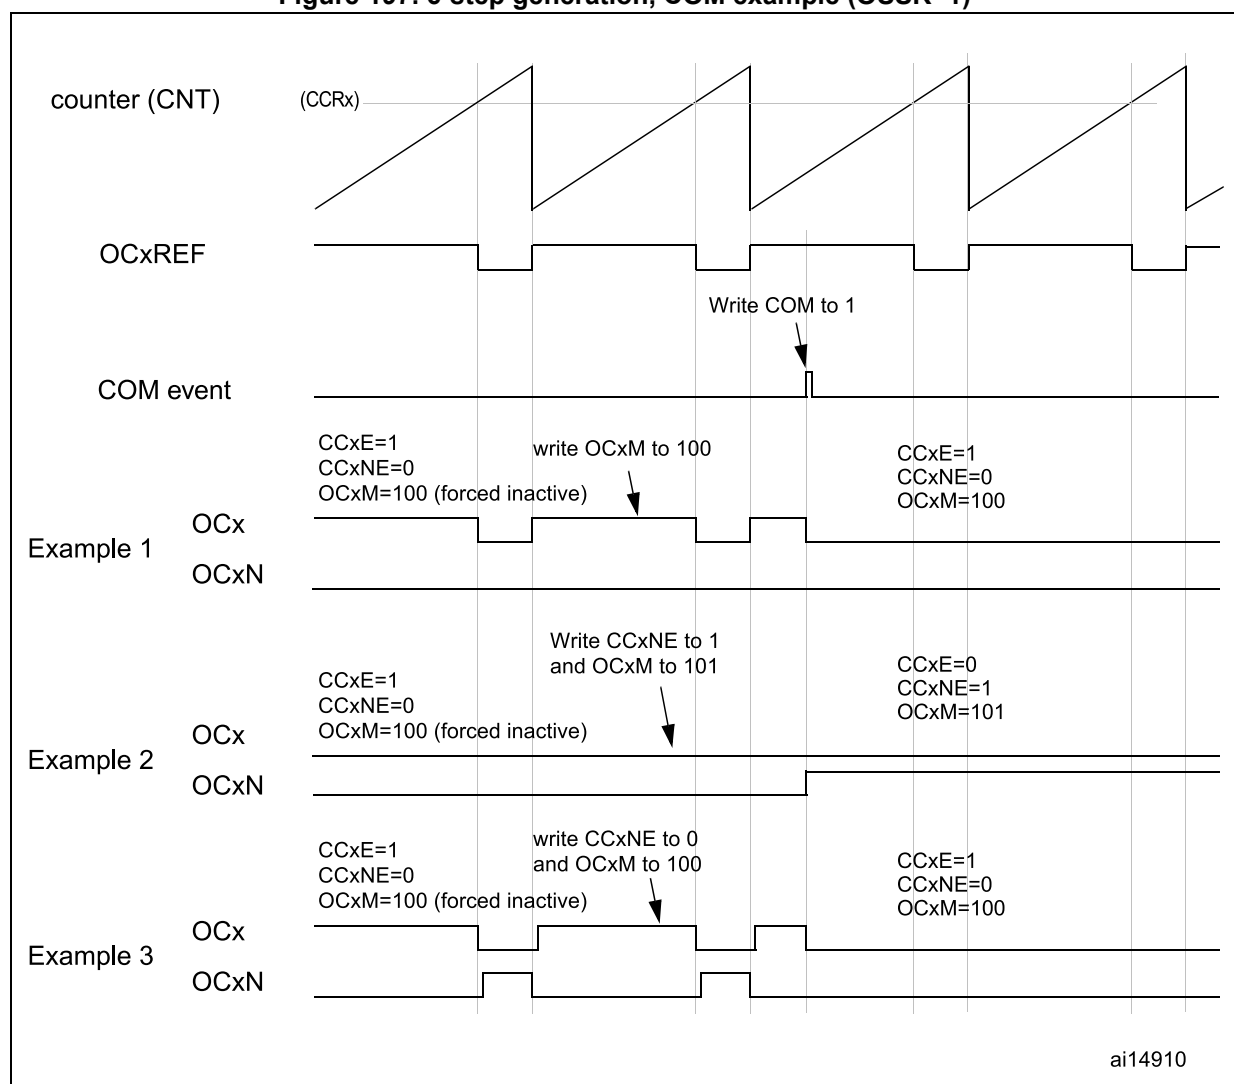 counter (CNT)
(CCRx)
OCxREF
Write COM to 1
COM event
CCxE=1
CCxNE=0
OCxM=100 (forced inactive)
write OCxM to 100
CCxE=1
CCxNE=0
OCxM=100
Example 1
OCx
OCxN
Write CCxNE to 1
and OCxM to 101
CCxE=1
CCxNE=0
OCxM=100 (forced inactive)
CCxE=0
CCxNE=1
OCxM=101
Example 2
OCx
OCxN
write CCxNE to 0
and OCxM to 100
CCxE=1
CCxNE=0
OCxM=100 (forced inactive)
CCxE=1
CCxNE=0
OCxM=100
Example 3
OCx
OCxN
ai14910